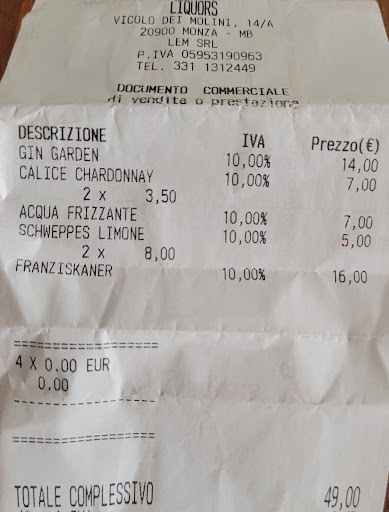 LIQUORS
VICOLO DEI MOLINI, 14/A
20900 MONZA - MB
LEM SRL
P.IVA 05953190963
TEL. 331 1312449
DOCUMENTO COMMERCIALE
di vendita o prestazione
DESCRIZIONE IVA Prezzo(€)
GIN GARDEN 10,00% 14,00
CALICE CHARDONNAY 10,00% 7,00
2 x 3,50
ACQUA FRIZZANTE 10,00% 7,00
SCHWEPPES LIMONE 10,00% 5,00
2 x 8,00
FRANZISKANER 10,00% 16,00
====================
4 X 0.00 EUR
0.00
--------------------
====================
TOTALE COMPLESSIVO 49,00